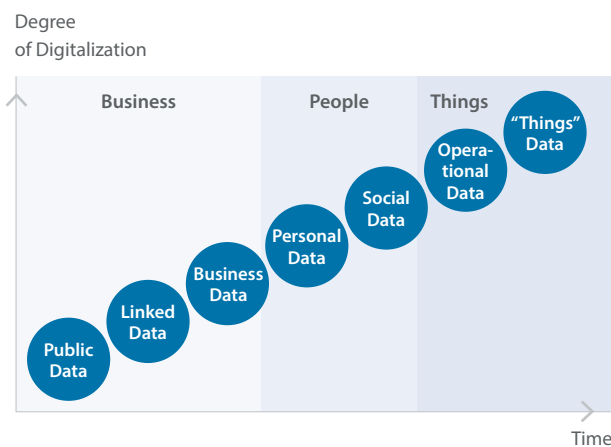 Degree
of Digitalization
Business
People
Things
“Things”
Data
Opera-
tional
Data
Social
Data
Personal
Data
Business
Data
Linked
Data
Public
Data
Time